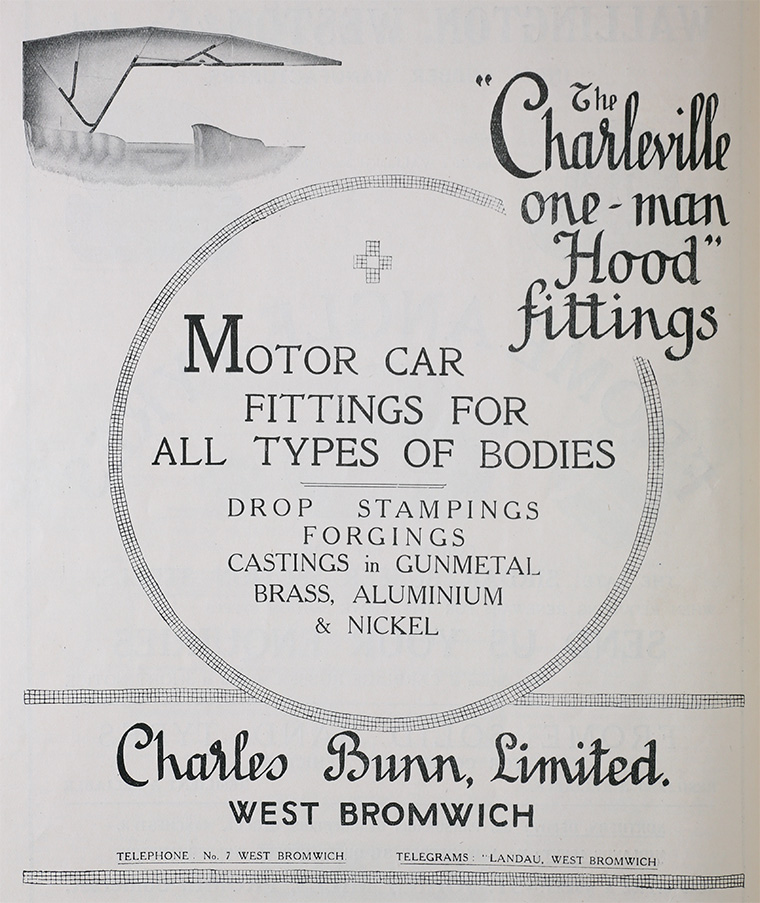 "The
Charleville
one-man
Hood"
fittings
MOTOR CAR
FITTINGS FOR
ALL TYPES OF BODIES
DROP STAMPINGS
FORGINGS
CASTINGS in GUNMETAL
BRASS, ALUMINIUM
& NICKEL
Charles Bunn, Limited.
WEST BROMWICH
TELEPHONE: No. 7 WEST BROMWICH TELEGRAMS: "LANDAU, WEST BROMWICH